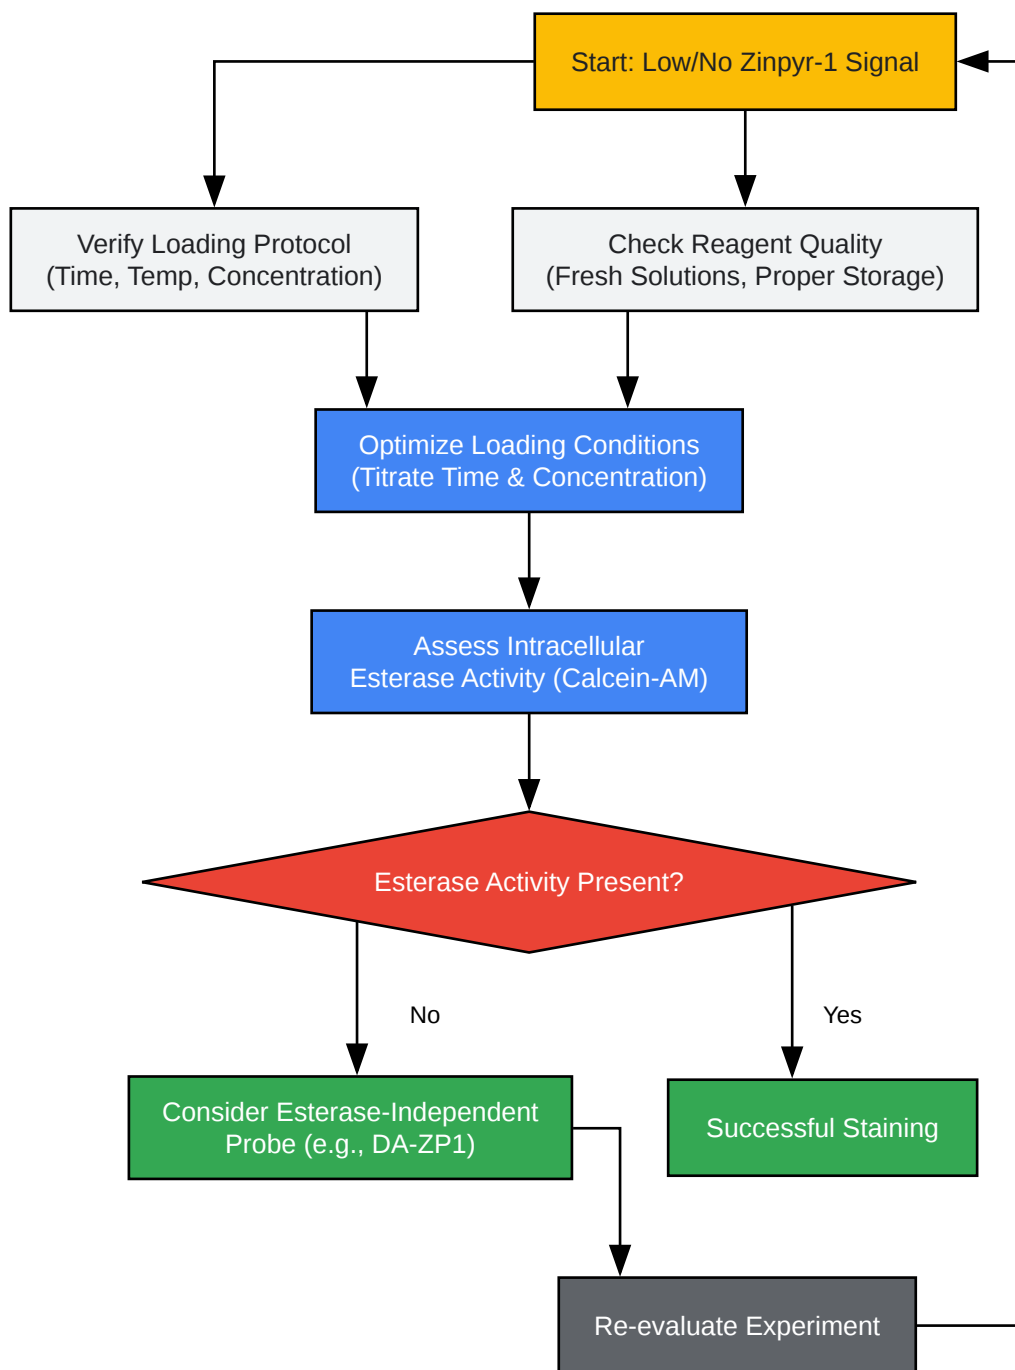 Start: Low/No Zinpyr-1 Signal
Verify Loading Protocol
(Time, Temp, Concentration)
Check Reagent Quality
(Fresh Solutions, Proper Storage)
Optimize Loading Conditions
(Titrate Time & Concentration)
Assess Intracellular
Esterase Activity (Calcein-AM)
Esterase Activity Present?
No
Yes
Consider Esterase-Independent
Probe (e.g., DA-ZP1)
Successful Staining
Re-evaluate Experiment